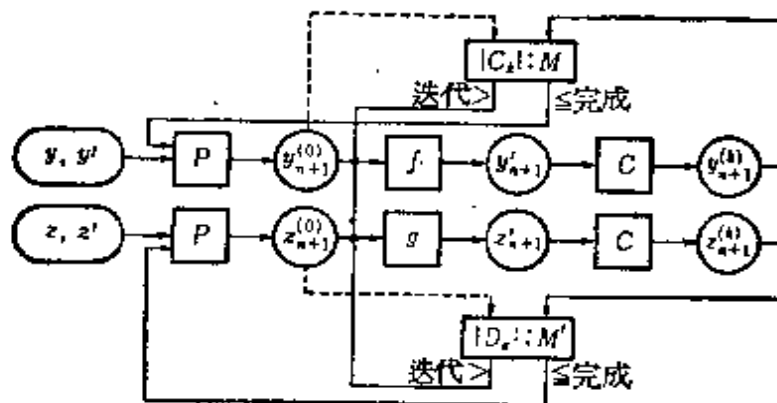 |C_k|:M
迭代> ≦完成
y, y' P y_{n+1}^{(0)} f y'_{n+1} C y_{n+1}^{(k)}
z, z' P z_{n+1}^{(0)} g z'_{n+1} C z_{n+1}^{(k)}
|D_k|:M'
迭代> ≦完成